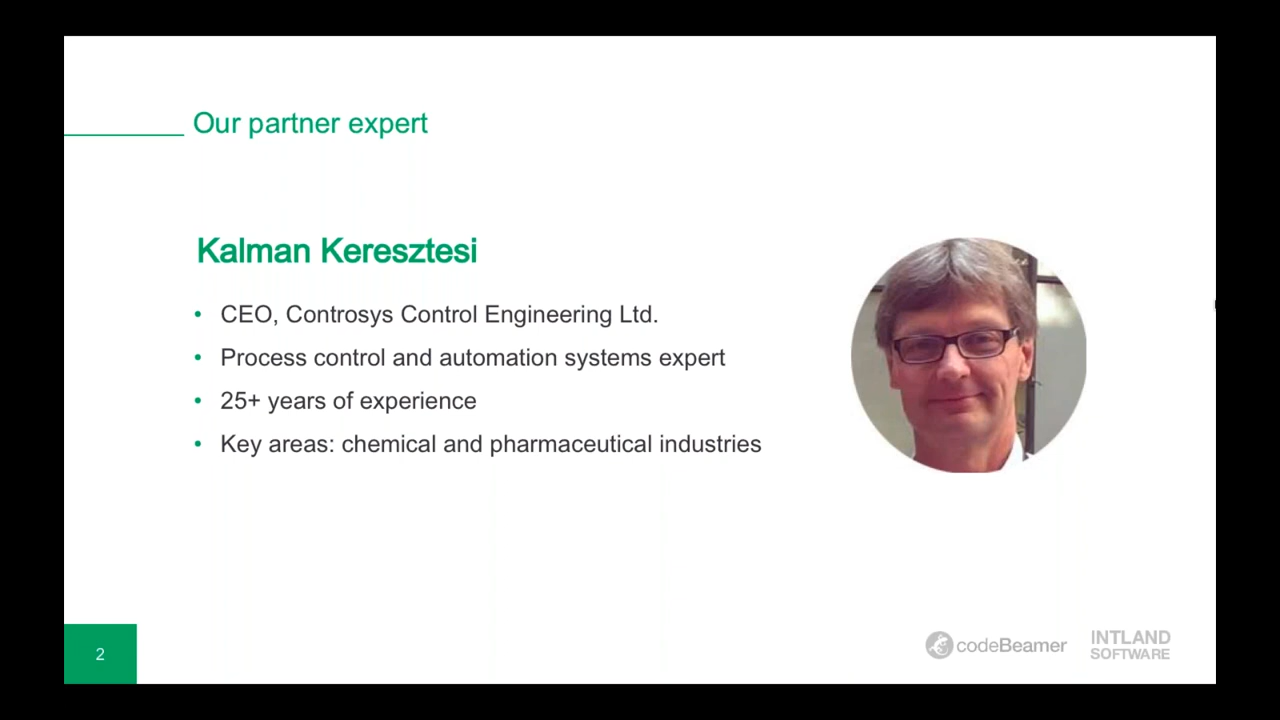 Our partner expert
Kalman Keresztesi
• CEO, Controsys Control Engineering Ltd.
• Process control and automation systems expert
• 25+ years of experience
• Key areas: chemical and pharmaceutical industries
2
codeBeamer
INTLAND
SOFTWARE